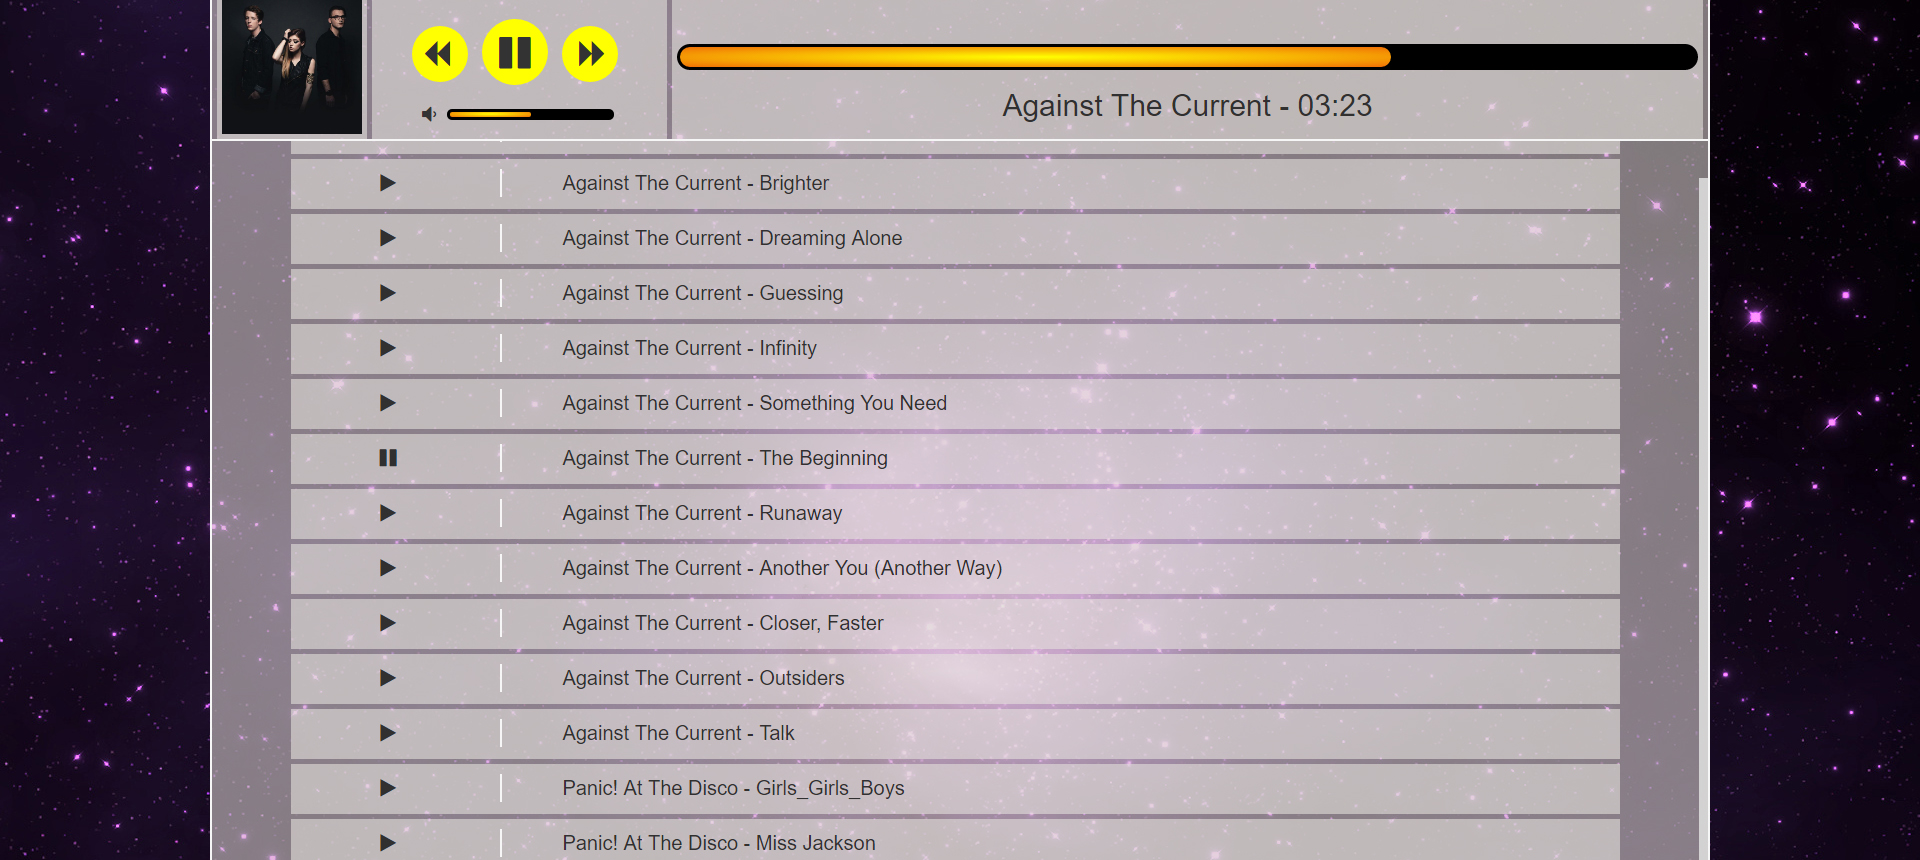 Against The Current - 03:23
Against The Current - Brighter
Against The Current - Dreaming Alone
Against The Current - Guessing
Against The Current - Infinity
Against The Current - Something You Need
Against The Current - The Beginning
Against The Current - Runaway
Against The Current - Another You (Another Way)
Against The Current - Closer, Faster
Against The Current - Outsiders
Against The Current - Talk
Panic! At The Disco - Girls_Girls_Boys
Panic! At The Disco - Miss Jackson